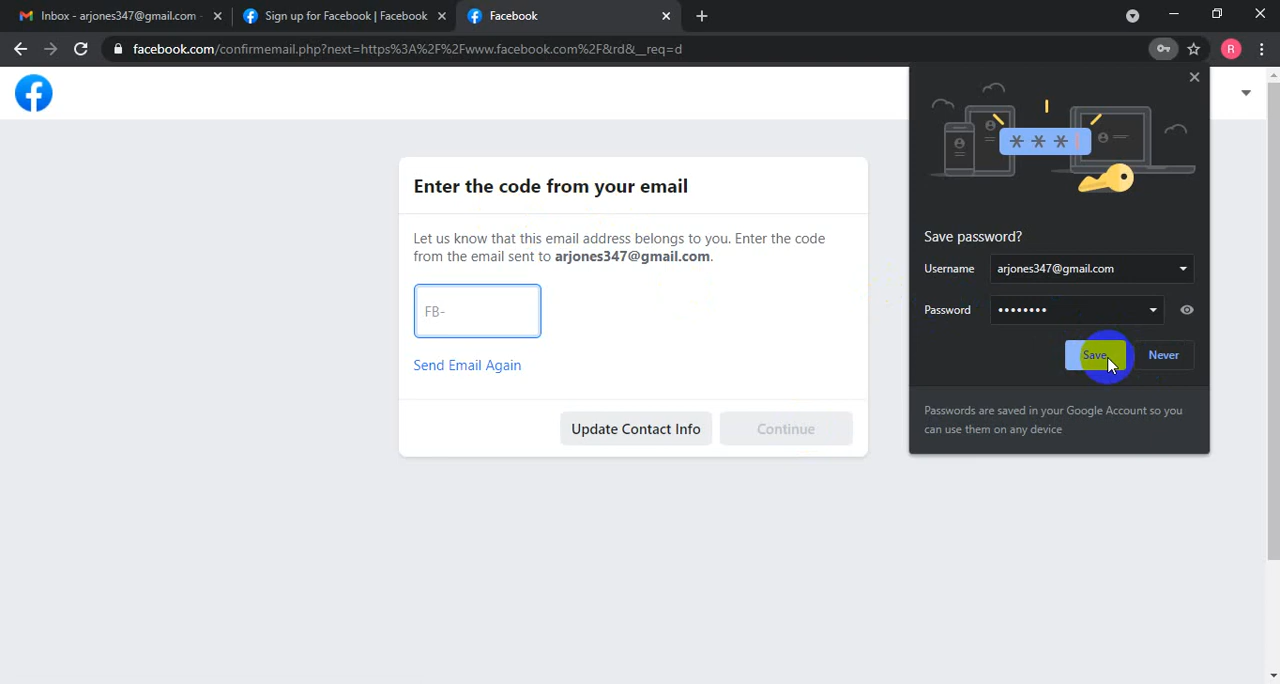 Inbox - arjones347@gmail.com -
Sign up for Facebook | Facebook
Facebook
facebook.com/confirmemail.php?next=https%3A%2F%2Fwww.facebook.com%2F&rd&__req=d
R
Enter the code from your email
Let us know that this email address belongs to you. Enter the code
from the email sent to arjones347@gmail.com.
FB-
Send Email Again
Update Contact Info
Continue
* * *
Save password?
Username
arjones347@gmail.com
Password
••••••••
Save
Never
Passwords are saved in your Google Account so you
can use them on any device